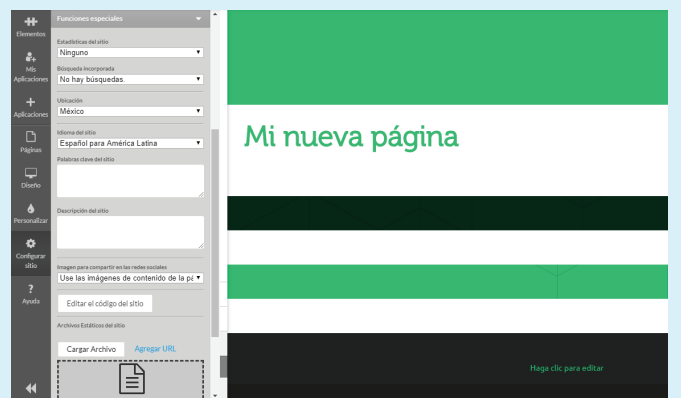 Elementos
Mis
Aplicaciones
Aplicaciones
Páginas
Diseño
Personalizar
Configurar
sitio
?
Ayuda
Funciones especiales
Estadísticas del sitio
Ninguno
Búsqueda incorporada
No hay búsquedas.
Ubicación
México
Idioma del sitio
Español para América Latina
Palabras clave del sitio
Descripción del sitio
Imagen para compartir en las redes sociales
Use las imágenes de contenido de la pá
Editar el código del sitio
Archivos Estáticos del sitio
Cargar Archivo Agregar URL
Mi nueva página
Haga clic para editar